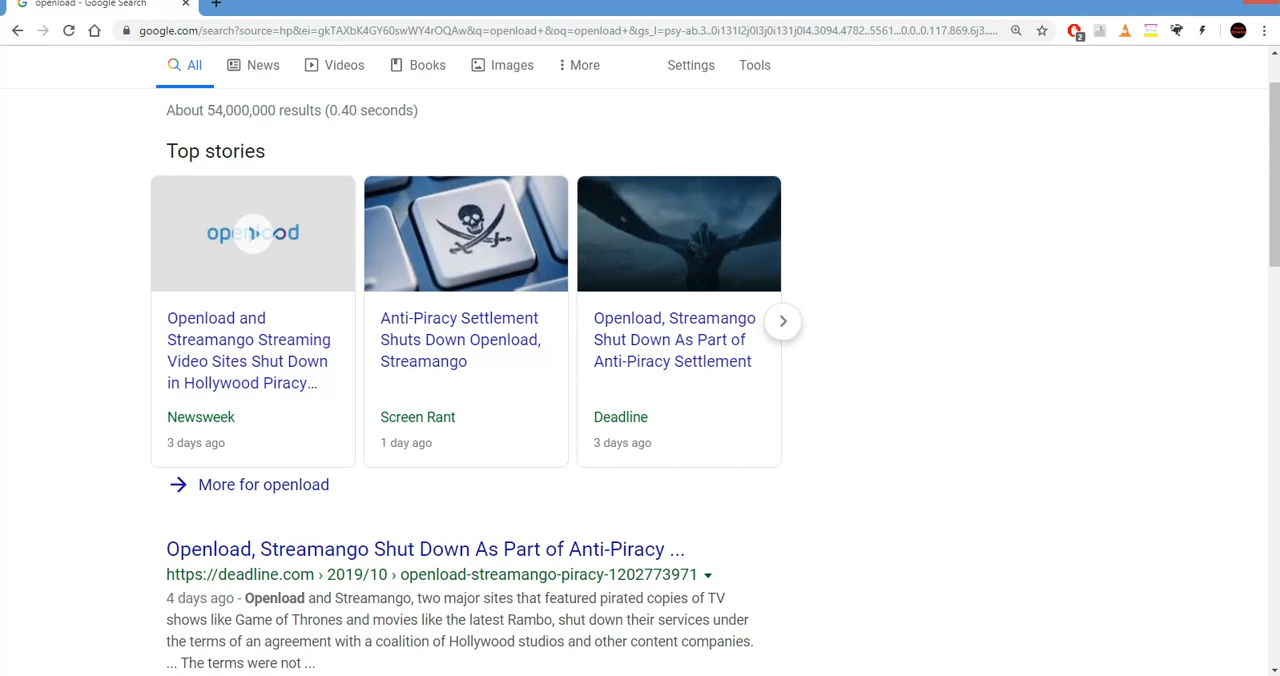 openload - Google Search
google.com/search?source=hp&ei=gkTAXbK4GY60swWY4rOQAw&q=openload+&oq=openload+&gs_l=psy-ab.3..0i131l2j0l3j0i131j0l4.3094.4782..5561...0.0..0.117.869.6j3.....
2
All News Videos Books Images More Settings Tools
About 54,000,000 results (0.40 seconds)
Top stories
Openload and
Streamango Streaming
Video Sites Shut Down
in Hollywood Piracy...
Newsweek
3 days ago
Anti-Piracy Settlement
Shuts Down Openload,
Streamango
Screen Rant
1 day ago
Openload, Streamango
Shut Down As Part of
Anti-Piracy Settlement
Deadline
3 days ago
More for openload
Openload, Streamango Shut Down As Part of Anti-Piracy ...
https://deadline.com › 2019/10 › openload-streamango-piracy-1202773971
4 days ago - Openload and Streamango, two major sites that featured pirated copies of TV
shows like Game of Thrones and movies like the latest Rambo, shut down their services under
the terms of an agreement with a coalition of Hollywood studios and other content companies.
... The terms were not ...